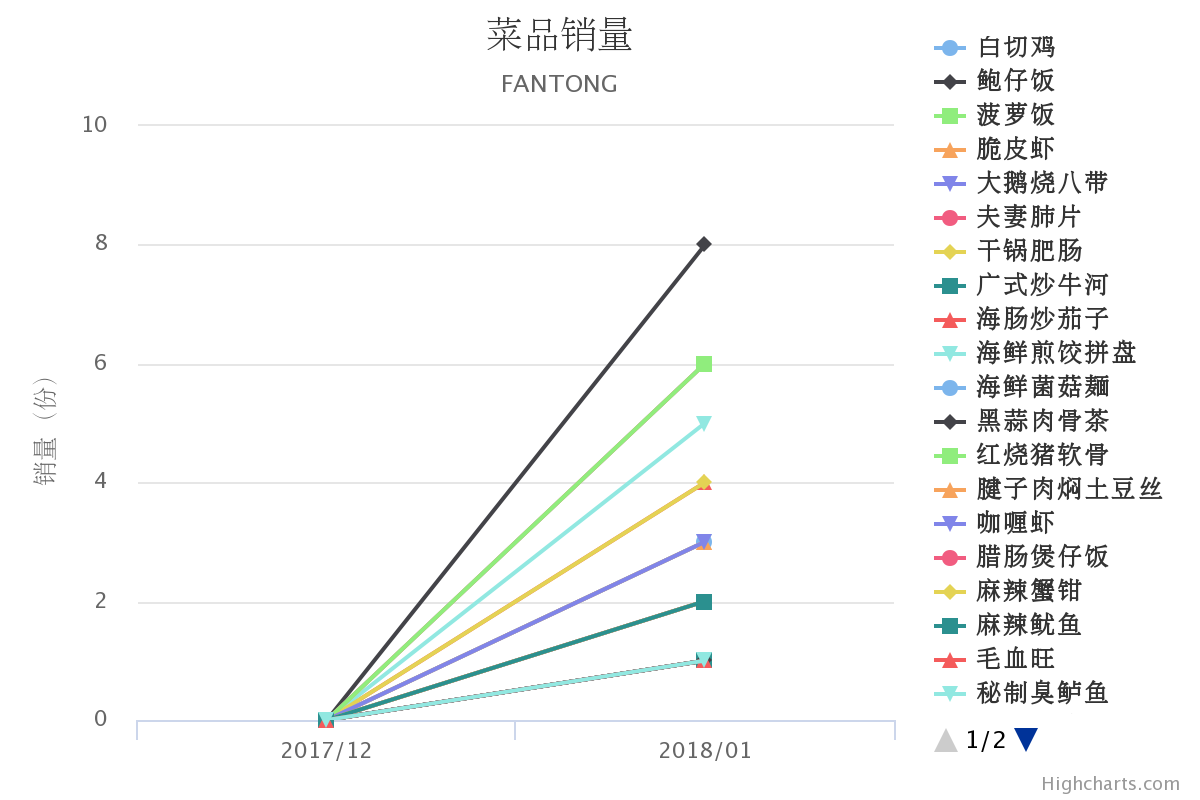 菜品销量
FANTONG
10
8
6
4
2
0
销量（份）
2017/12
2018/01
白切鸡
鲍仔饭
菠萝饭
脆皮虾
大鹅烧八带
夫妻肺片
干锅肥肠
广式炒牛河
海肠炒茄子
海鲜煎饺拼盘
海鲜菌菇麺
黑蒜肉骨茶
红烧猪软骨
腱子肉焖土豆丝
咖喱虾
腊肠煲仔饭
麻辣蟹钳
麻辣鱿鱼
毛血旺
秘制臭鲈鱼
1/2
Highcharts.com